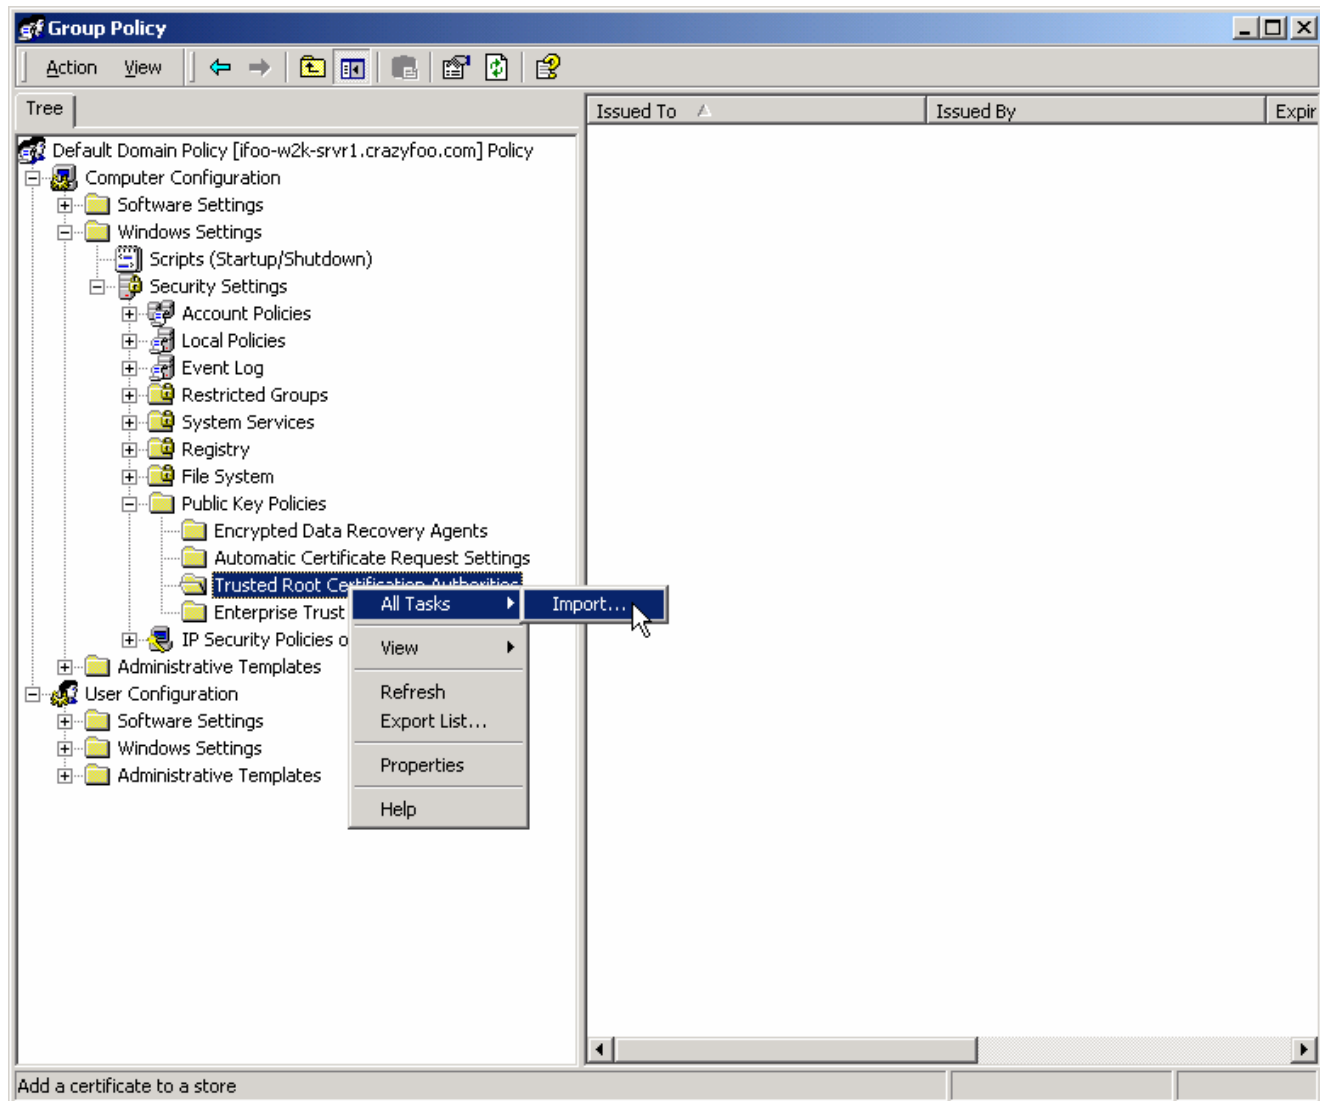 Group Policy
Action View
Tree
Issued To Issued By Expir
Default Domain Policy [ifoo-w2k-srvr1.crazyfoo.com] Policy
Computer Configuration
Software Settings
Windows Settings
Scripts (Startup/Shutdown)
Security Settings
Account Policies
Local Policies
Event Log
Restricted Groups
System Services
Registry
File System
Public Key Policies
Encrypted Data Recovery Agents
Automatic Certificate Request Settings
Trusted Root Certification Authorities
Enterprise Trust
IP Security Policies o
Administrative Templates
User Configuration
Software Settings
Windows Settings
Administrative Templates
All Tasks
Import...
View
Refresh
Export List...
Properties
Help
Add a certificate to a store